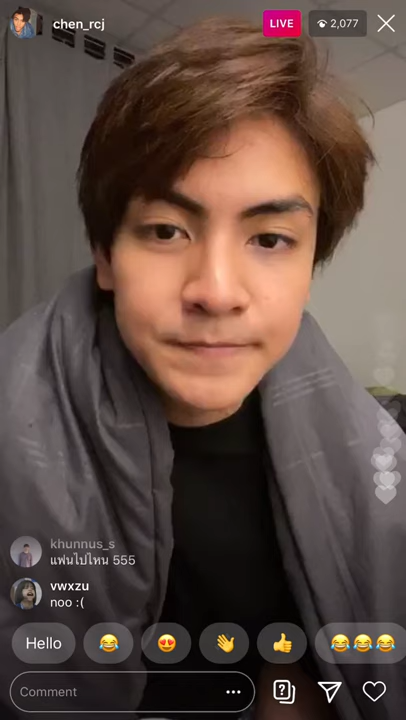 chen_rcj
LIVE
2,077
khunnus_s
แฟนไปไหน 555
vwxzu
noo :(
Hello
Comment